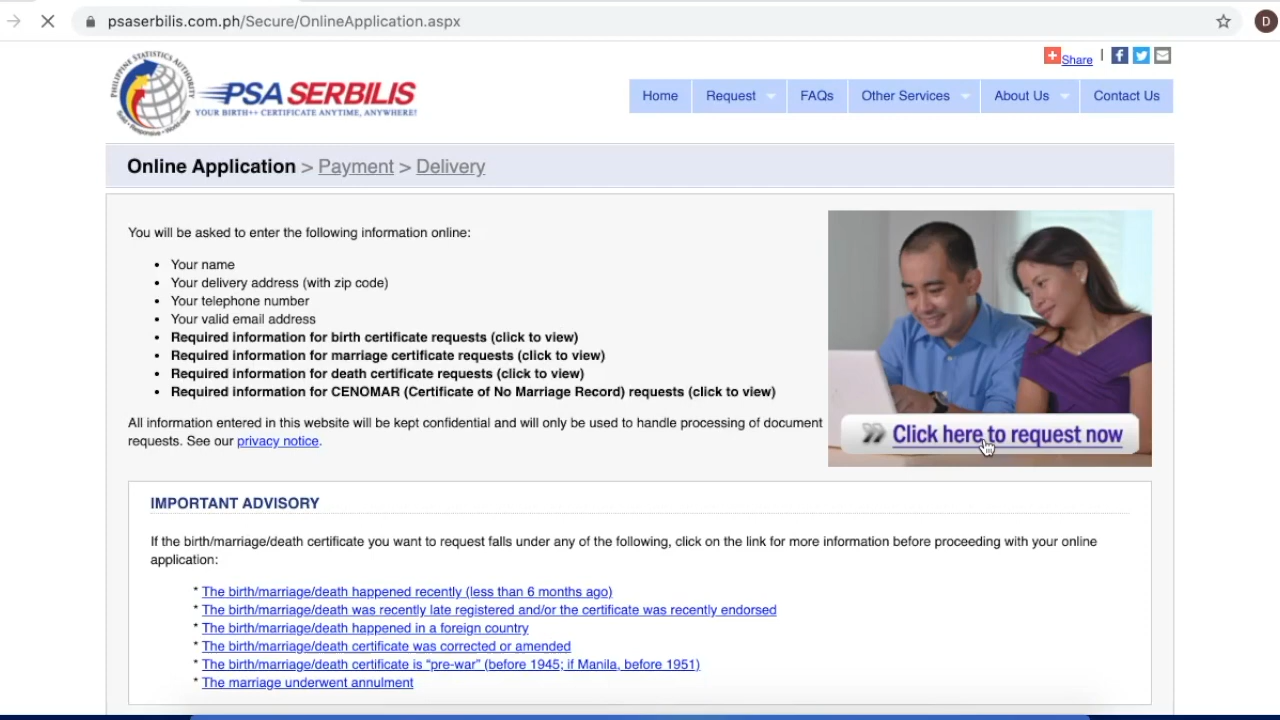 psaserbilis.com.ph/Secure/OnlineApplication.aspx
D
PHILIPPINE STATISTICS AUTHORITY
Solid • Responsive • World-class
PSA SERBILIS
YOUR BIRTH++ CERTIFICATE ANYTIME, ANYWHERE!
Share |
Home Request FAQs Other Services About Us Contact Us
Online Application > Payment > Delivery
You will be asked to enter the following information online:
• Your name
• Your delivery address (with zip code)
• Your telephone number
• Your valid email address
• Required information for birth certificate requests (click to view)
• Required information for marriage certificate requests (click to view)
• Required information for death certificate requests (click to view)
• Required information for CENOMAR (Certificate of No Marriage Record) requests (click to view)
All information entered in this website will be kept confidential and will only be used to handle processing of document
requests. See our privacy notice.
Click here to request now
IMPORTANT ADVISORY
If the birth/marriage/death certificate you want to request falls under any of the following, click on the link for more information before proceeding with your online
application:
* The birth/marriage/death happened recently (less than 6 months ago)
* The birth/marriage/death was recently late registered and/or the certificate was recently endorsed
* The birth/marriage/death happened in a foreign country
* The birth/marriage/death certificate was corrected or amended
* The birth/marriage/death certificate is “pre-war” (before 1945; if Manila, before 1951)
* The marriage underwent annulment